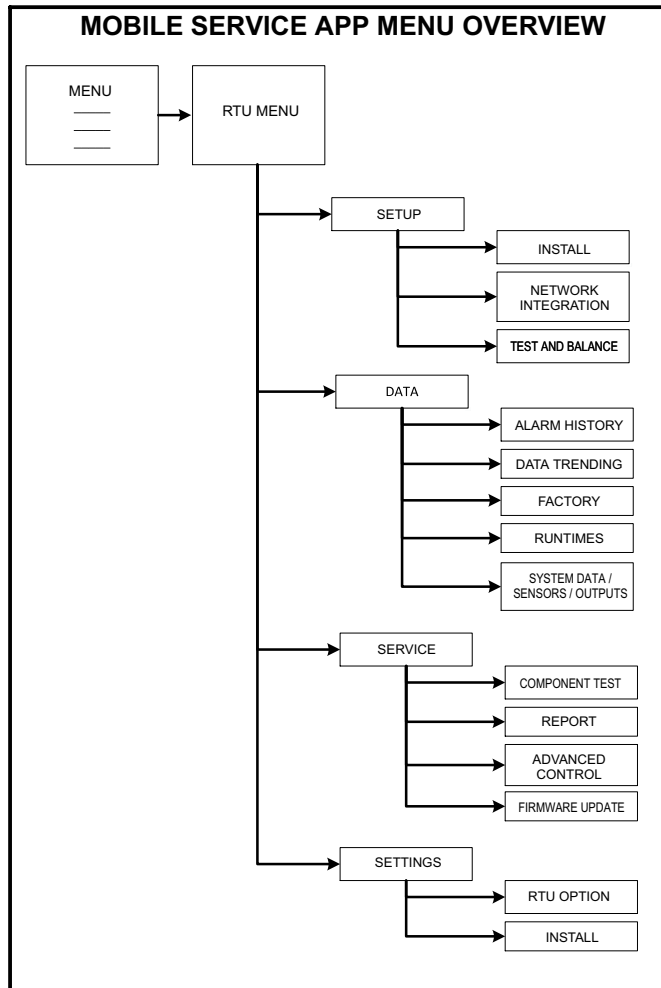 MOBILE SERVICE APP MENU OVERVIEW
MENU
RTU MENU
SETUP
INSTALL
NETWORK
INTEGRATION
TEST AND BALANCE
DATA
ALARM HISTORY
DATA TRENDING
FACTORY
RUNTIMES
SYSTEM DATA /
SENSORS / OUTPUTS
SERVICE
COMPONENT TEST
REPORT
ADVANCED
CONTROL
FIRMWARE UPDATE
SETTINGS
RTU OPTION
INSTALL